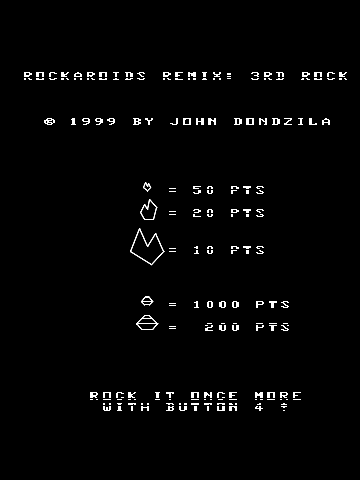 ROCKAROIDS REMIX: 3RD ROCK
© 1999 BY JOHN DONDZILA
= 50 PTS
= 20 PTS
= 10 PTS
= 1000 PTS
= 200 PTS
ROCK IT ONCE MORE
WITH BUTTON 4 ?